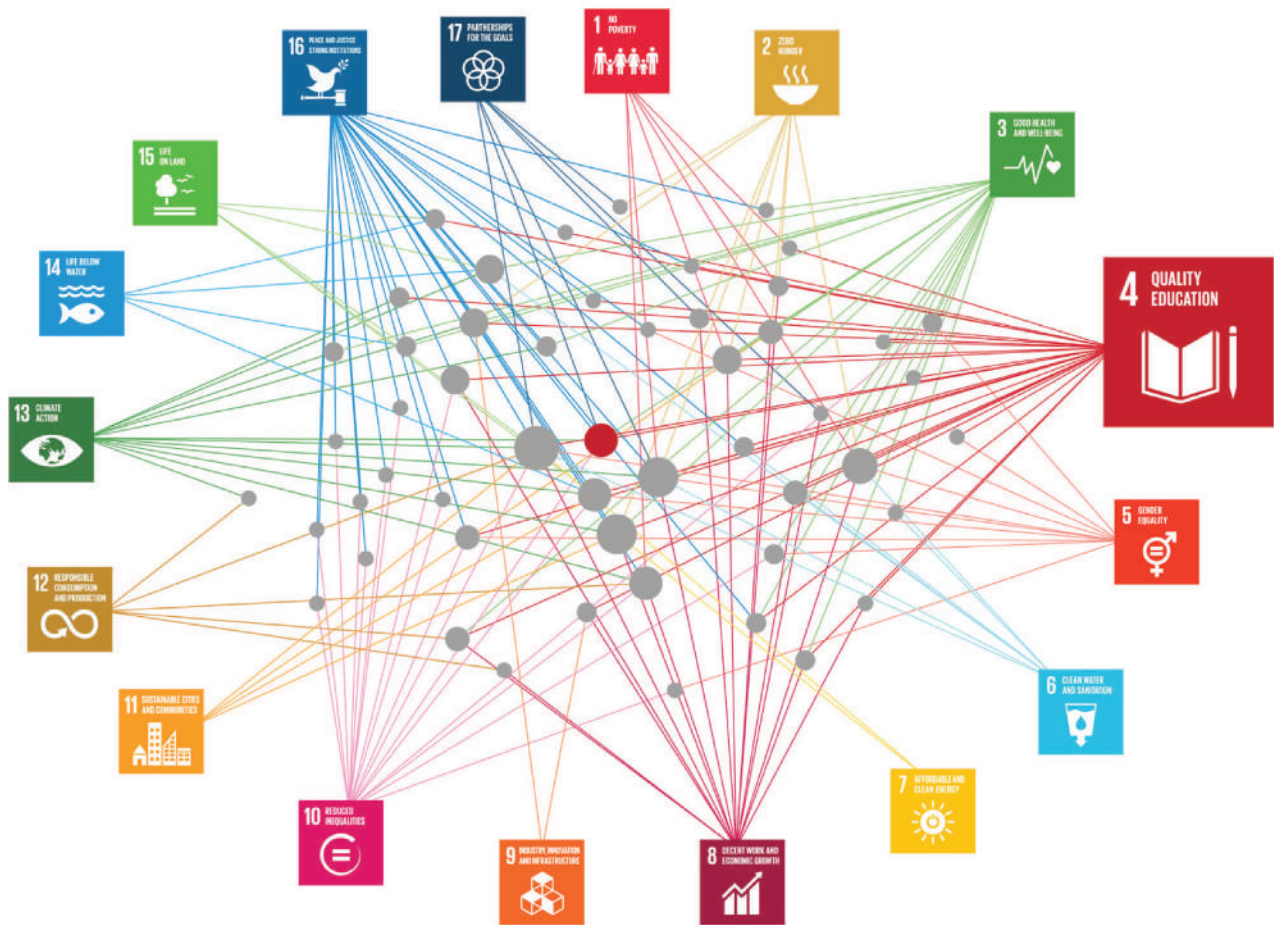 1 NO
POVERTY
2 ZERO
HUNGER
3 GOOD HEALTH
AND WELL-BEING
4 QUALITY
EDUCATION
5 GENDER
EQUALITY
6 CLEAN WATER
AND SANITATION
7 AFFORDABLE AND
CLEAN ENERGY
8 DECENT WORK AND
ECONOMIC GROWTH
9 INDUSTRY, INNOVATION
AND INFRASTRUCTURE
10 REDUCED
INEQUALITIES
11 SUSTAINABLE CITIES
AND COMMUNITIES
12 RESPONSIBLE
CONSUMPTION
AND PRODUCTION
13 CLIMATE
ACTION
14 LIFE BELOW
WATER
15 LIFE
ON LAND
16 PEACE AND JUSTICE
STRONG INSTITUTIONS
17 PARTNERSHIPS
FOR THE GOALS